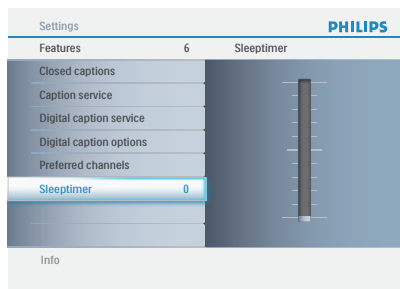 Settings
PHILIPS
Features 6 Sleeptimer
Closed captions
Caption service
Digital caption service
Digital caption options
Preferred channels
Sleeptimer 0
Info